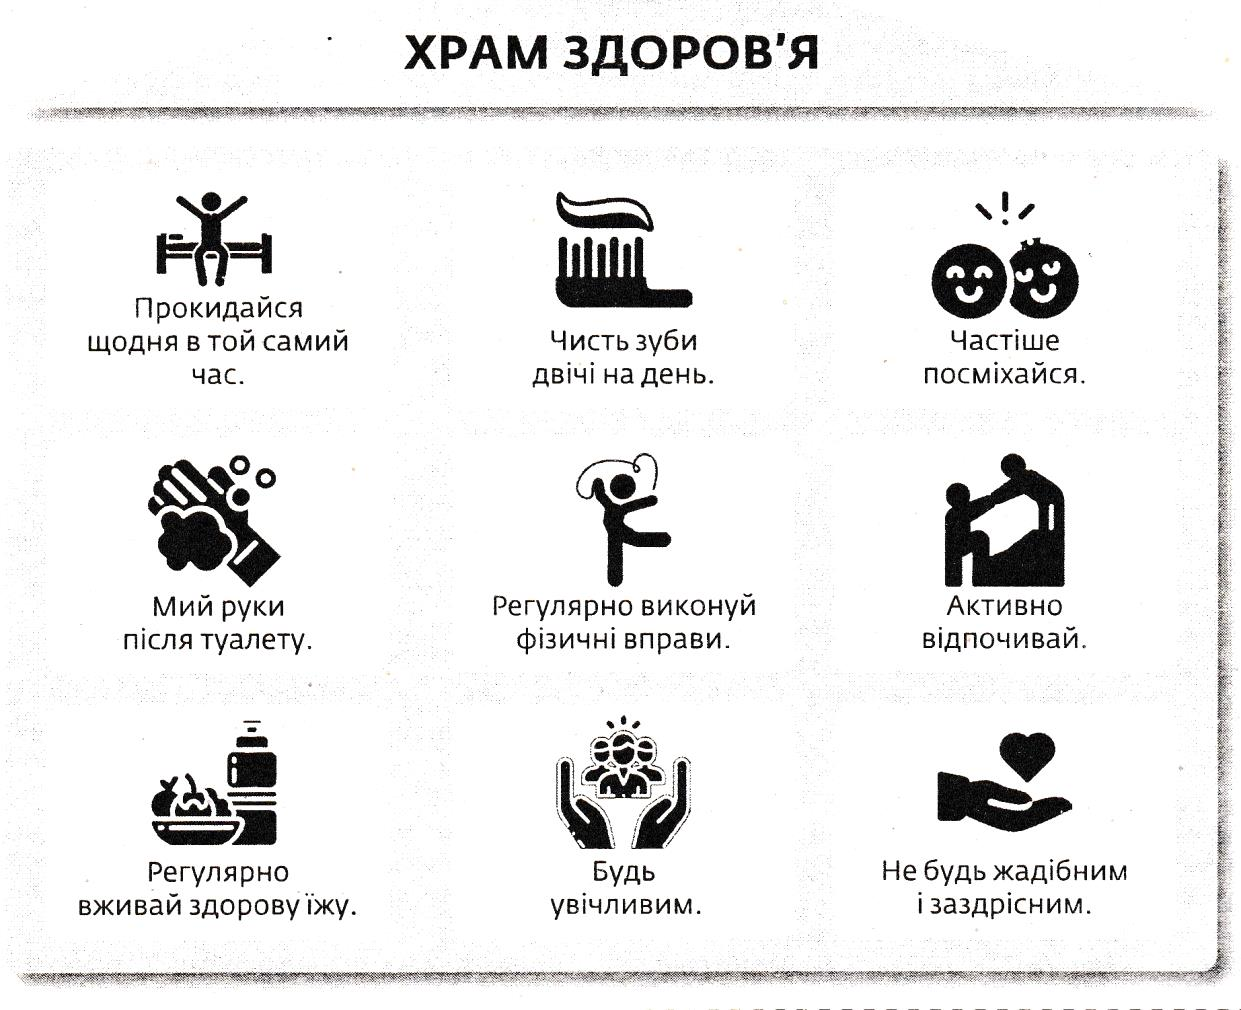 ХРАМ ЗДОРОВ'Я
Прокидайся
щодня в той самий
час.
Чисть зуби
двічі на день.
Частіше
посміхайся.
Мий руки
після туалету.
Регулярно виконуй
фізичні вправи.
Активно
відпочивай.
Регулярно
вживай здорову їжу.
Будь
увічливим.
Не будь жадібним
і заздрісним.